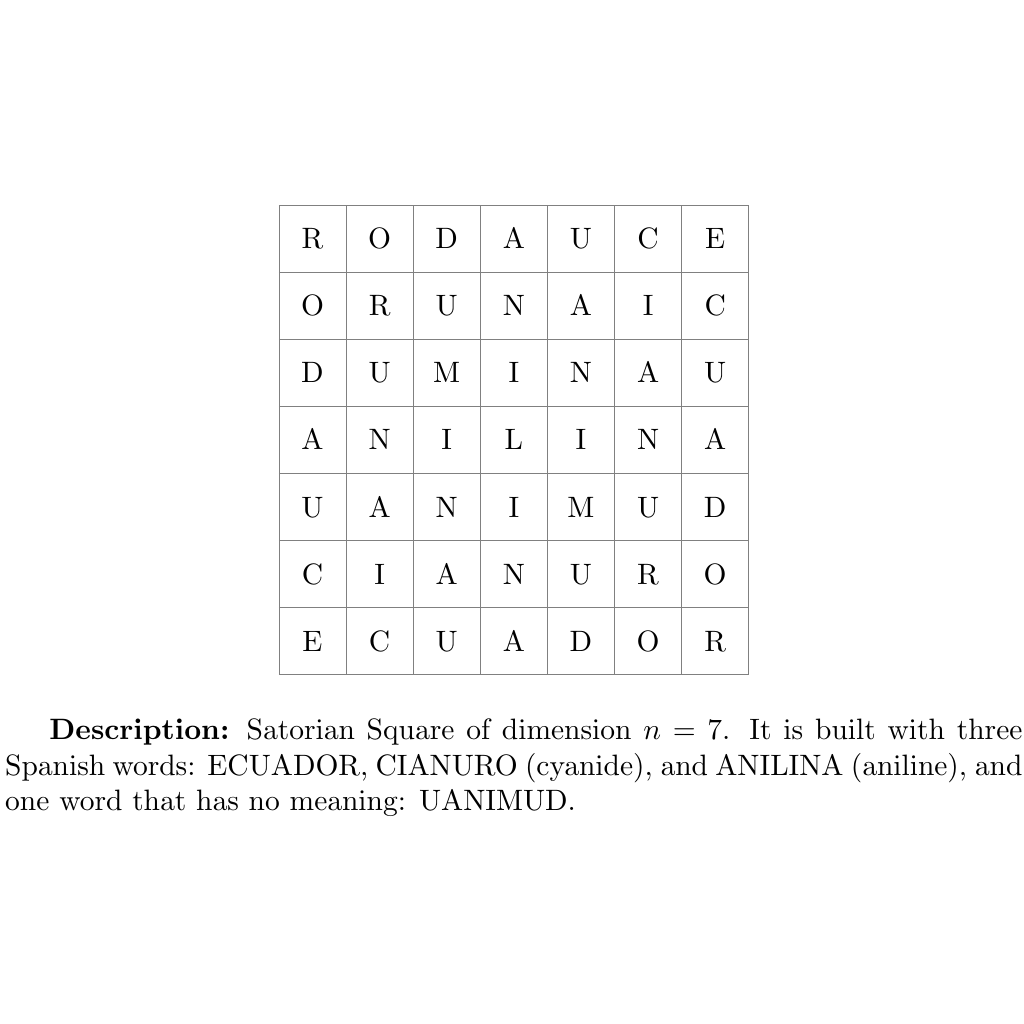 R O D A U C E
O R U N A I C
D U M I N A U
A N I L I N A
U A N I M U D
C I A N U R O
E C U A D O R
Description: Satorian Square of dimension n = 7. It is built with three
Spanish words: ECUADOR, CIANURO (cyanide), and ANILINA (aniline), and
one word that has no meaning: UANIMUD.